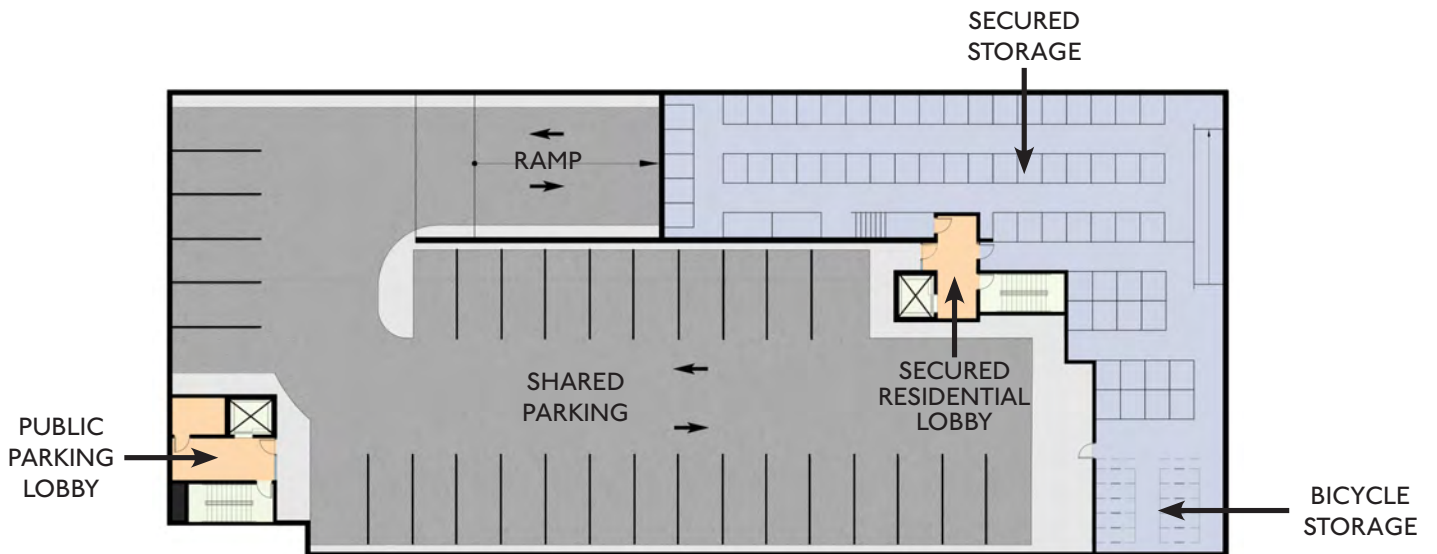 SECURED
STORAGE
RAMP
SHARED
PARKING
SECURED
RESIDENTIAL
LOBBY
PUBLIC
PARKING
LOBBY
BICYCLE
STORAGE